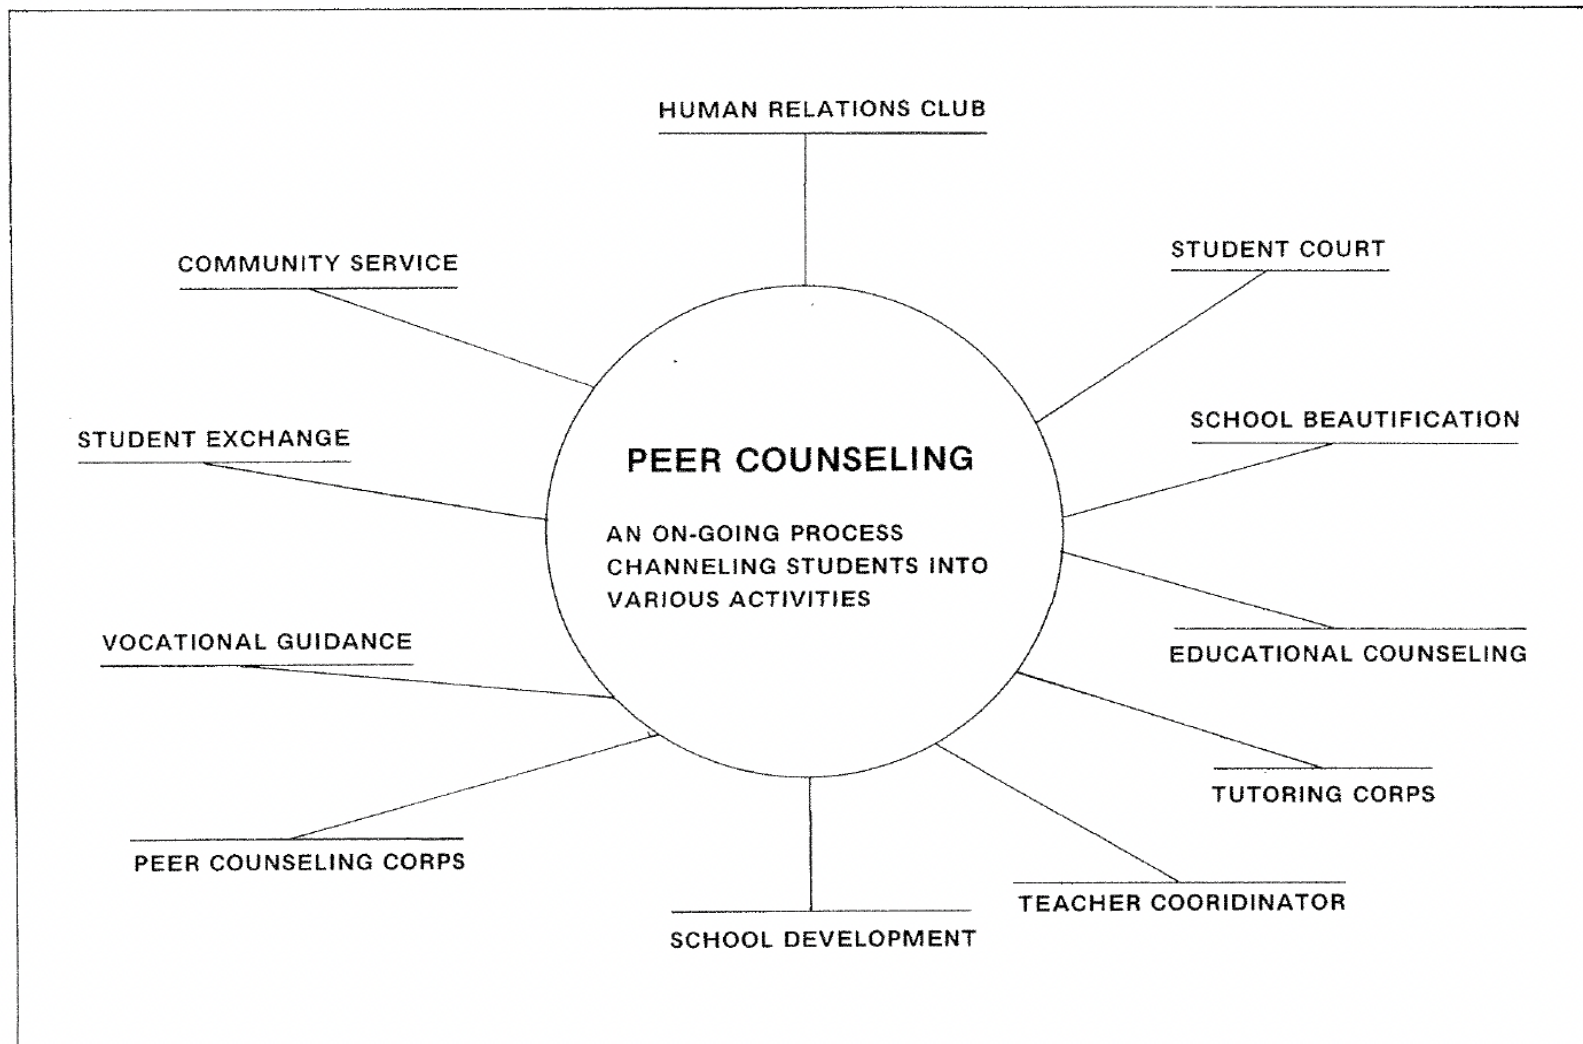 HUMAN RELATIONS CLUB
STUDENT COURT
COMMUNITY SERVICE
SCHOOL BEAUTIFICATION
STUDENT EXCHANGE
PEER COUNSELING
AN ON-GOING PROCESS
CHANNELING STUDENTS INTO
VARIOUS ACTIVITIES
VOCATIONAL GUIDANCE
EDUCATIONAL COUNSELING
TUTORING CORPS
PEER COUNSELING CORPS
TEACHER COORIDINATOR
SCHOOL DEVELOPMENT